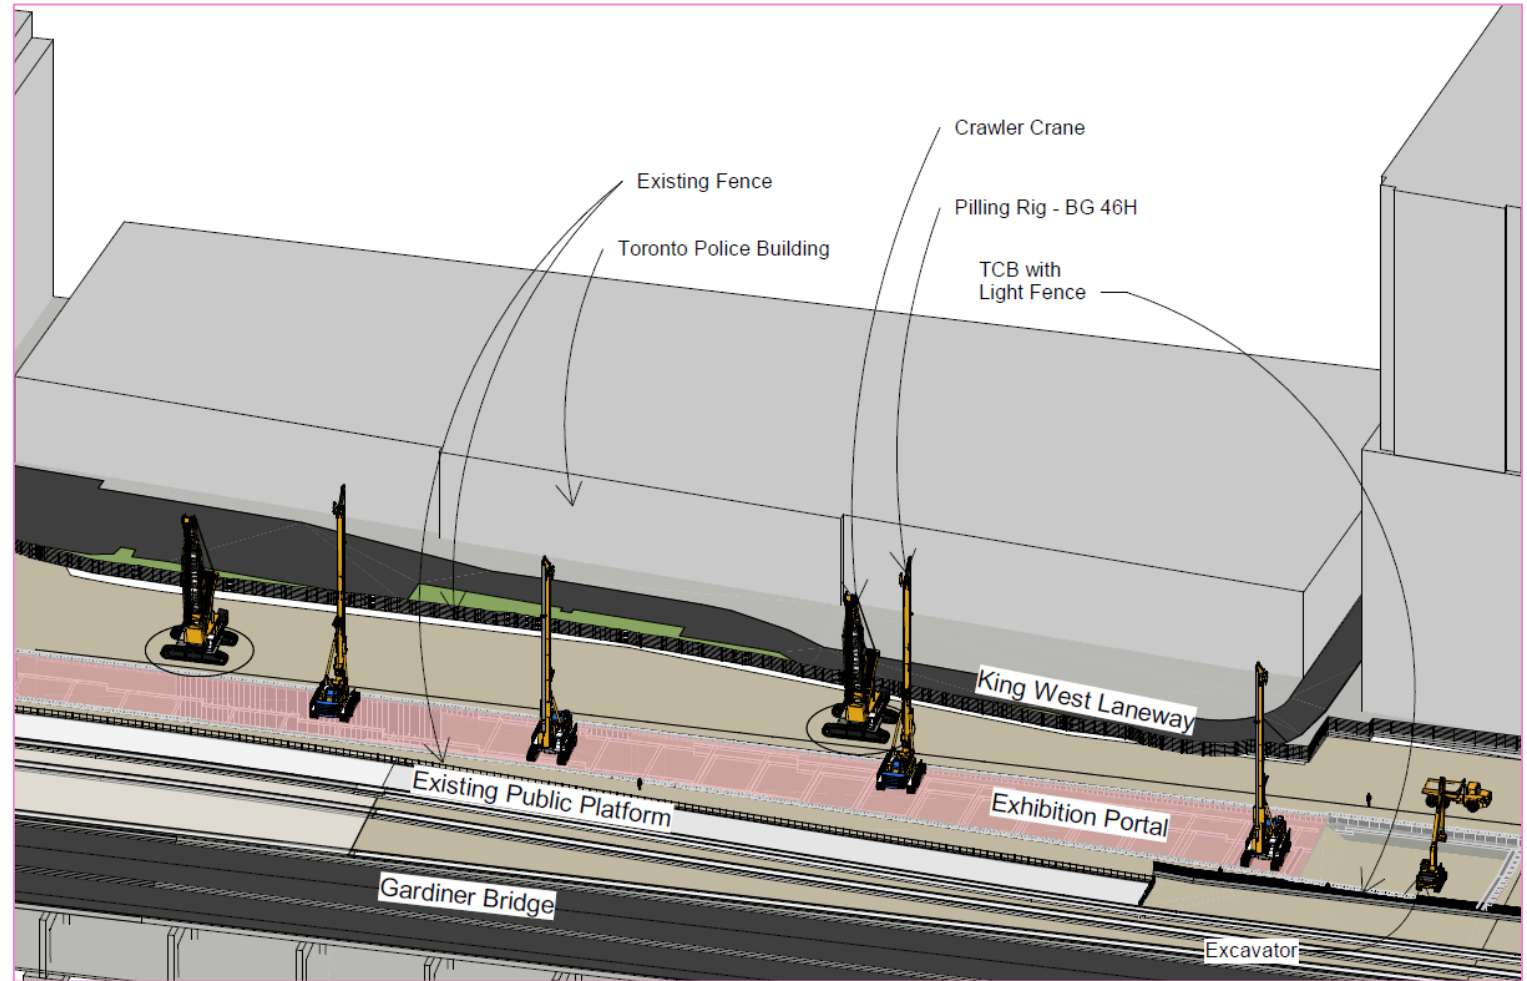 Crawler Crane
Existing Fence
Pilling Rig - BG 46H
Toronto Police Building
TCB with
Light Fence
King West Laneway
Existing Public Platform
Exhibition Portal
Gardiner Bridge
Excavator